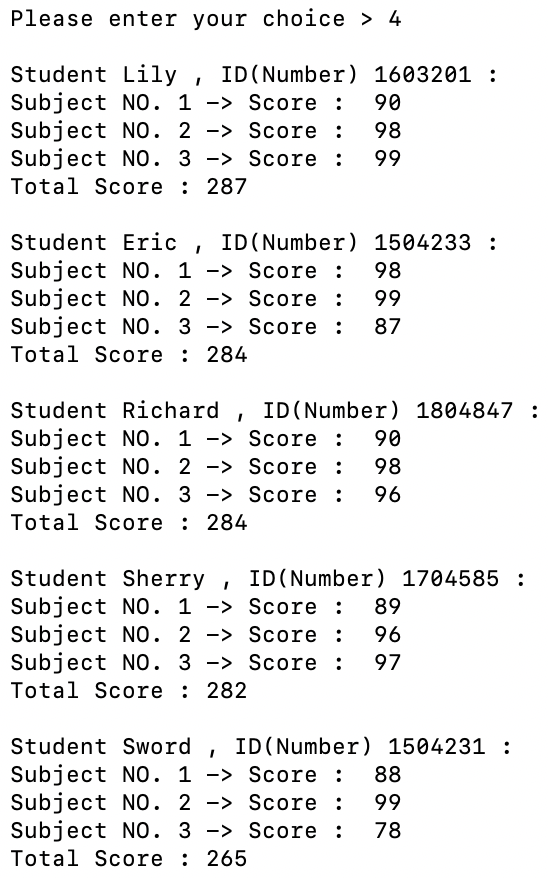 Please enter your choice > 4
Student Lily , ID(Number) 1603201 :
Subject NO. 1 -> Score :  90
Subject NO. 2 -> Score :  98
Subject NO. 3 -> Score :  99
Total Score : 287
Student Eric , ID(Number) 1504233 :
Subject NO. 1 -> Score :  98
Subject NO. 2 -> Score :  99
Subject NO. 3 -> Score :  87
Total Score : 284
Student Richard , ID(Number) 1804847 :
Subject NO. 1 -> Score :  90
Subject NO. 2 -> Score :  98
Subject NO. 3 -> Score :  96
Total Score : 284
Student Sherry , ID(Number) 1704585 :
Subject NO. 1 -> Score :  89
Subject NO. 2 -> Score :  96
Subject NO. 3 -> Score :  97
Total Score : 282
Student Sword , ID(Number) 1504231 :
Subject NO. 1 -> Score :  88
Subject NO. 2 -> Score :  99
Subject NO. 3 -> Score :  78
Total Score : 265